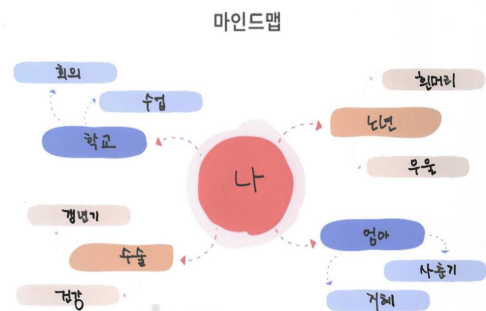 마인드맵
회의
수업
학교
흰머리
노년
우울
나
갱년기
수술
건강
엄마
사춘기
지혜